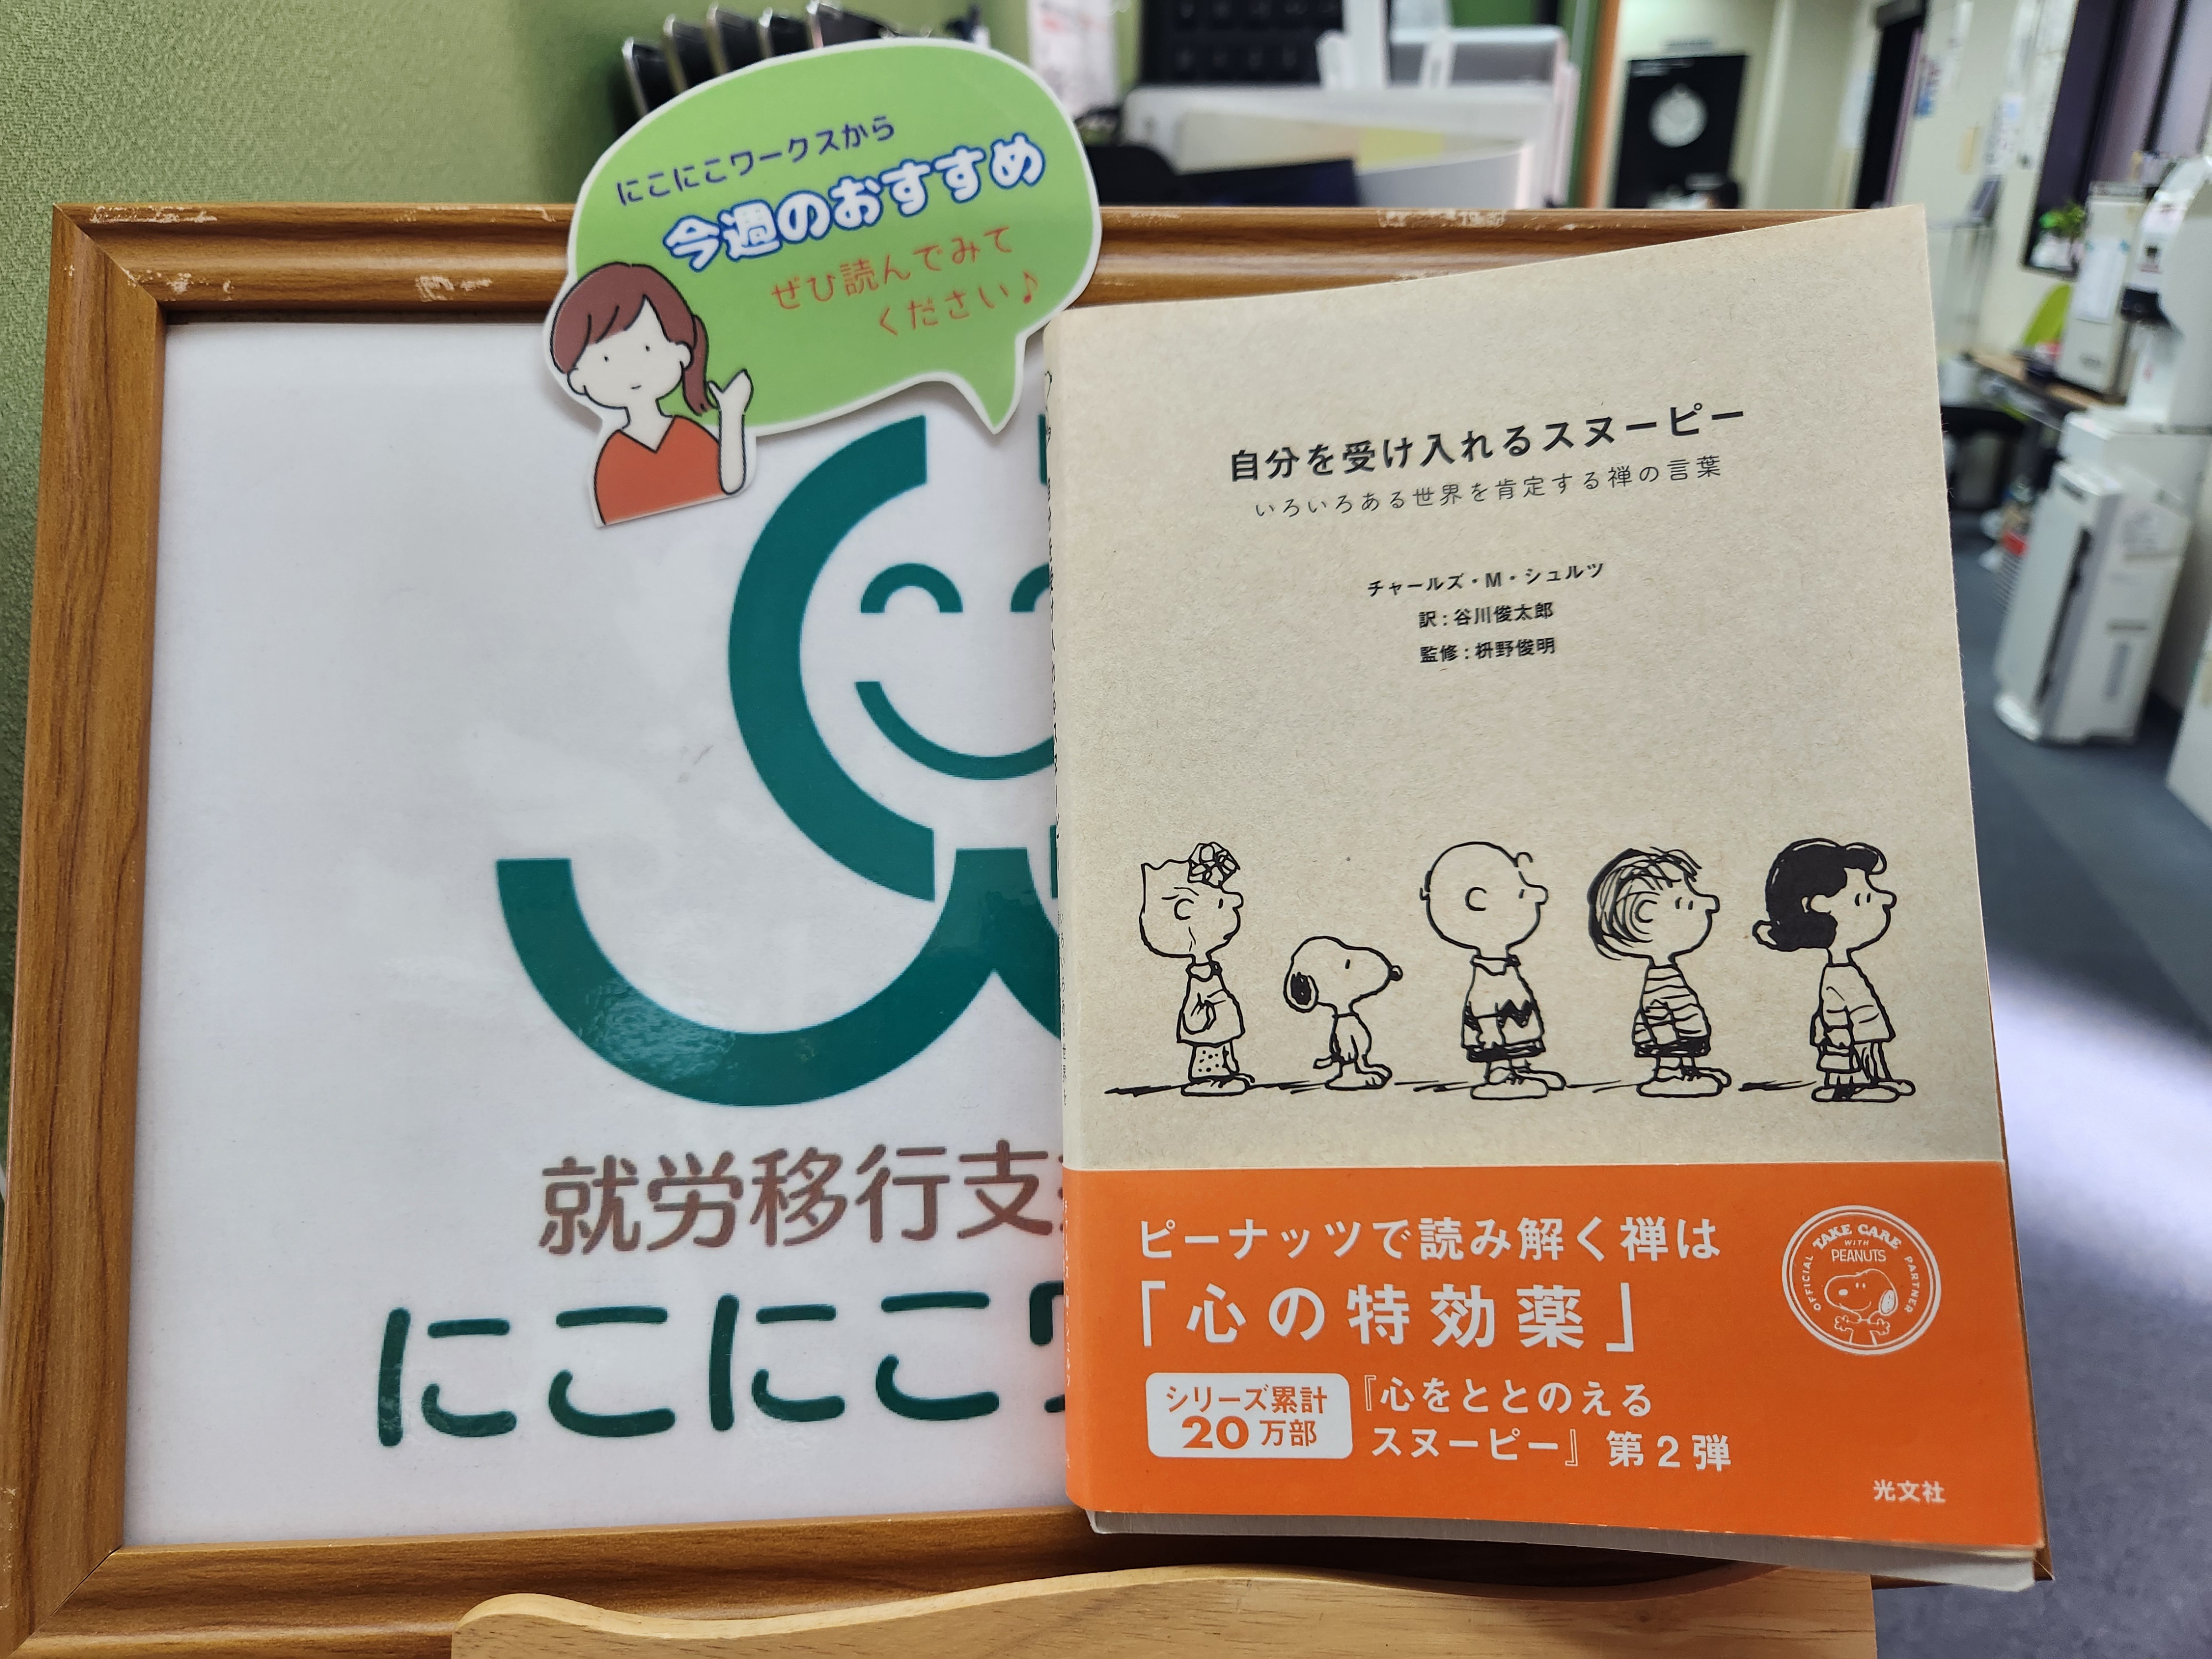 にこにこワークスから
今週のおすすめ
ぜひ読んでみて
ください♪
就労移行支
にこにこワ
自分を受け入れるスヌーピー
いろいろある世界を肯定する禅の言葉
チャールズ・M・シュルツ
訳:谷川俊太郎
監修:枡野俊明
ピーナッツで読み解く禅は
「心の特効薬」
シリーズ累計
20万部
『心をととのえる
スヌーピー』第2弾
TAKE CARE
WITH
PEANUTS
OFFICIAL PARTNER
光文社